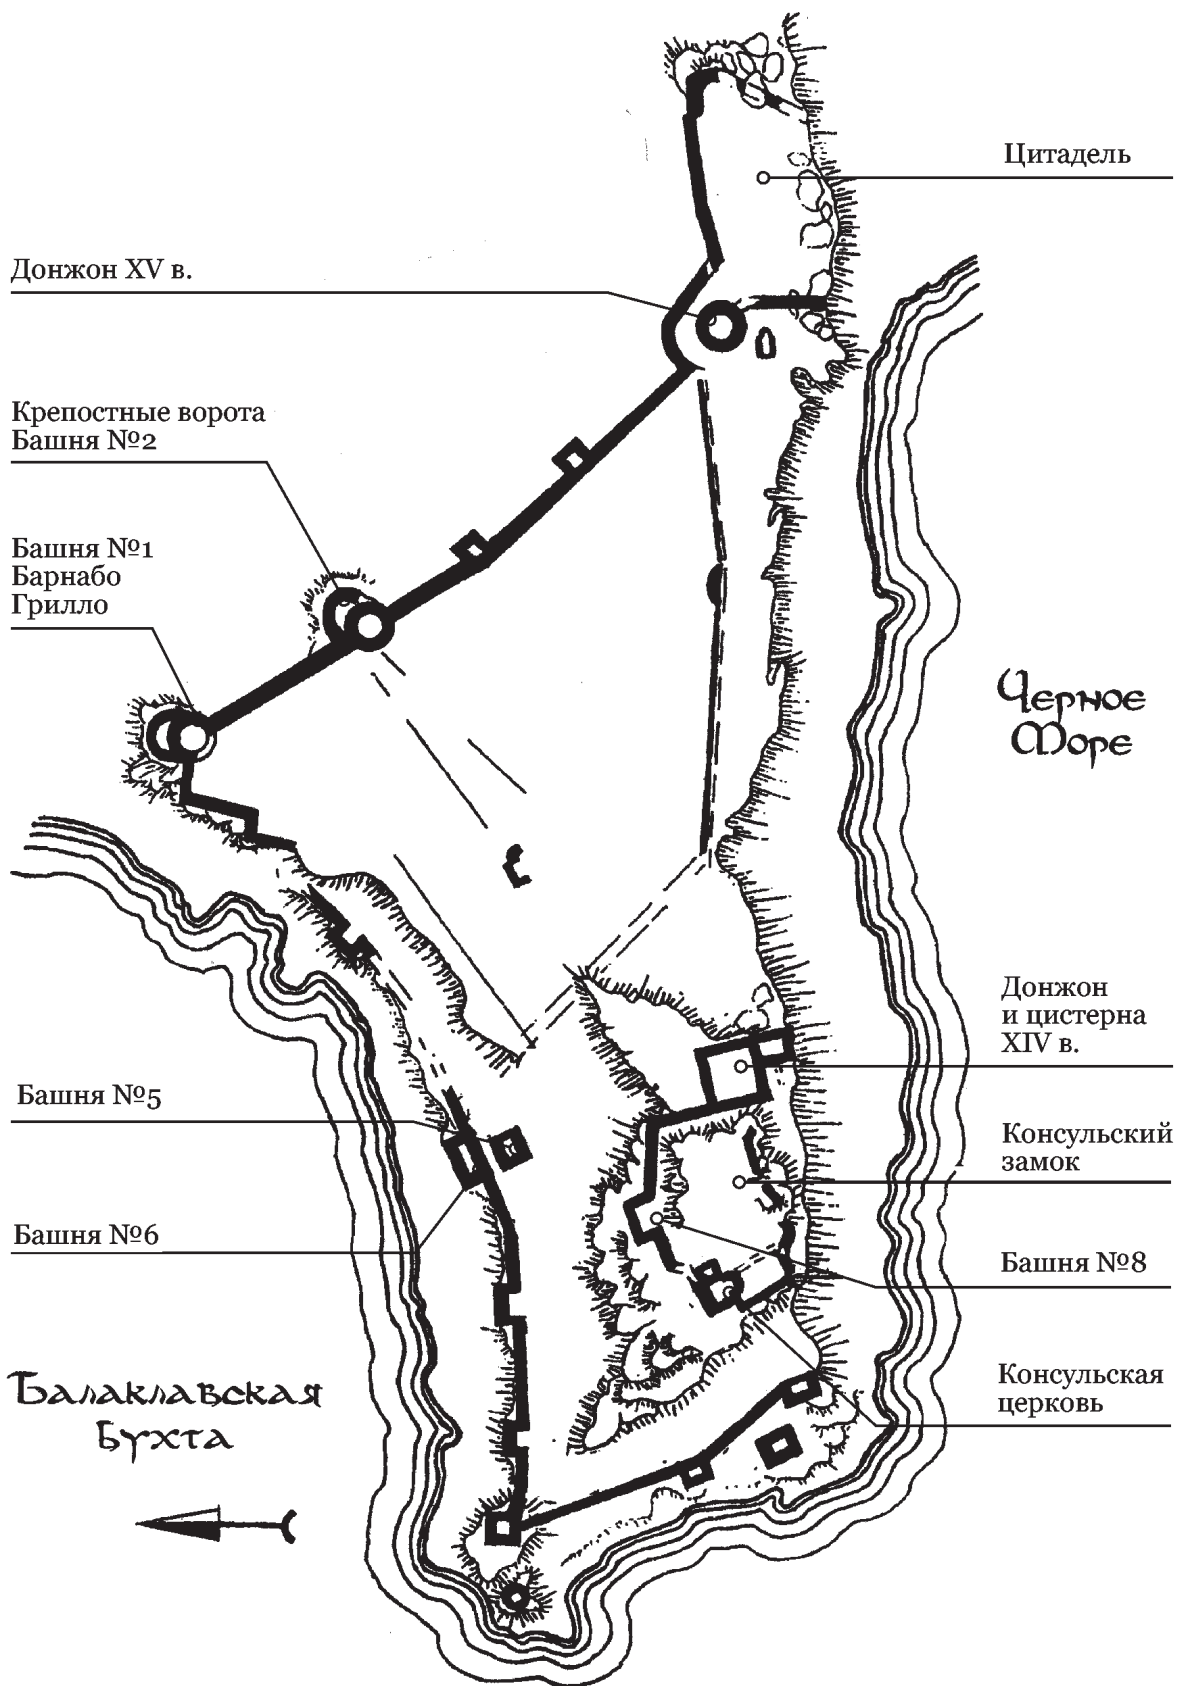 Цитадель
Донжон XV в.
Крепостные ворота
Башня №2
Башня №1
Барнабо
Грилло
Черное
Море
Донжон
и цистерна
XIV в.
Башня №5
Консульский
замок
Башня №6
Башня №8
Балаклавская
Бухта
Консульская
церковь